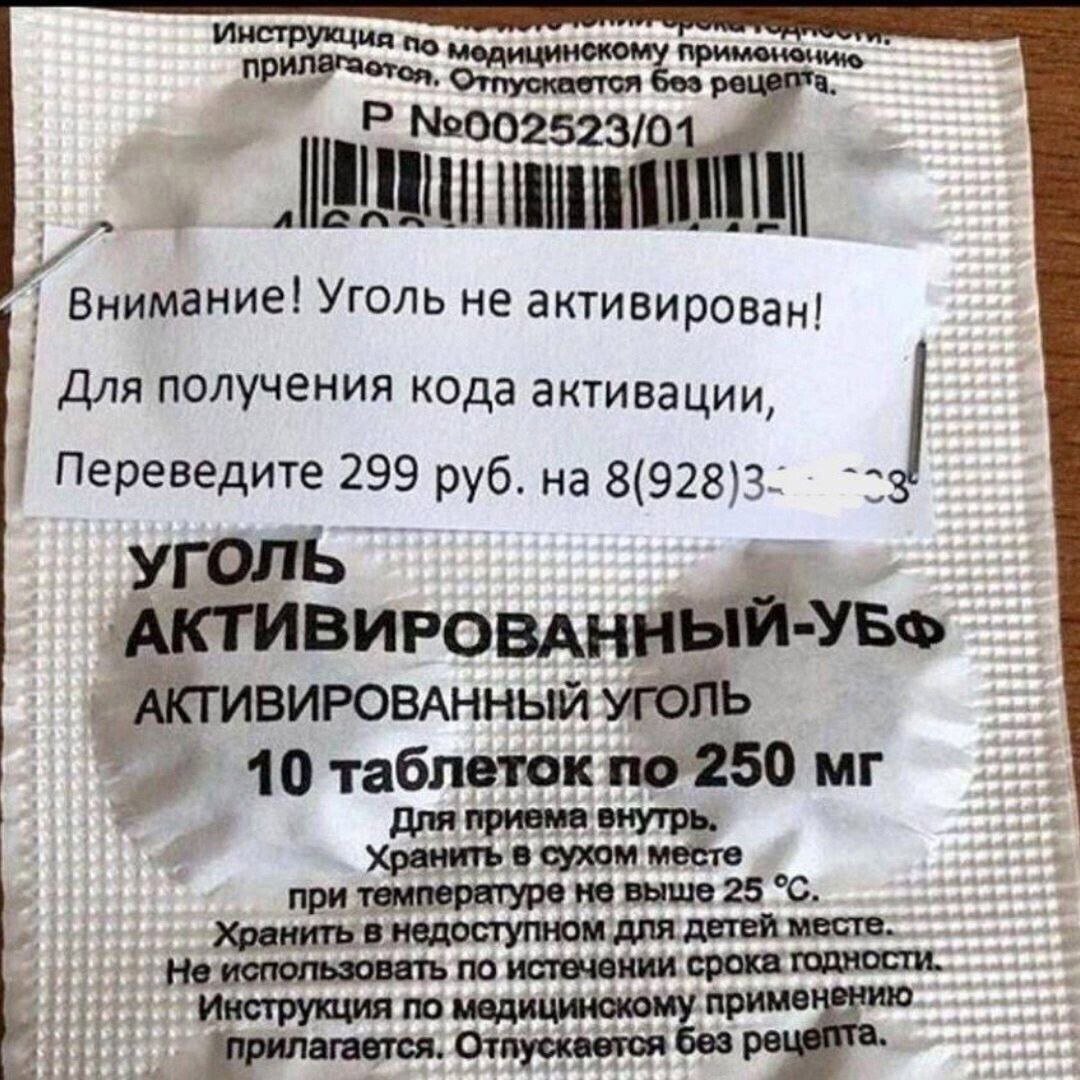 Инструкция по медицинскому применению
прилагается. Отпускается без рецепта.
Р №002523/01
Внимание! Уголь не активирован!
Для получения кода активации,
Переведите 299 руб. на 8(928)3
УГОЛЬ
АКТИВИРОВАННЫЙ-УБФ
АКТИВИРОВАННЫЙ УГОЛЬ
10 таблеток по 250 мг
Для приема внутрь.
Хранить в сухом месте
при температуре не выше 25 °С.
Хранить в недоступном для детей месте.
Не использовать по истечении срока годности.
Инструкция по медицинскому применению
прилагается. Отпускается без рецепта.